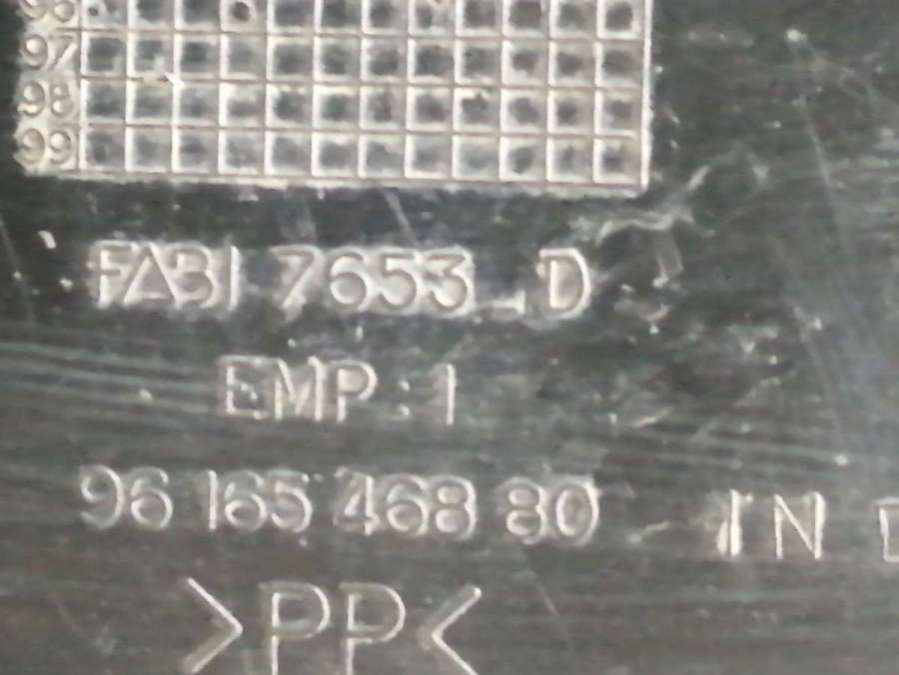 97
98
99
FABI 7653_D
EMP:1
96 165 468 80 IN
>PP<